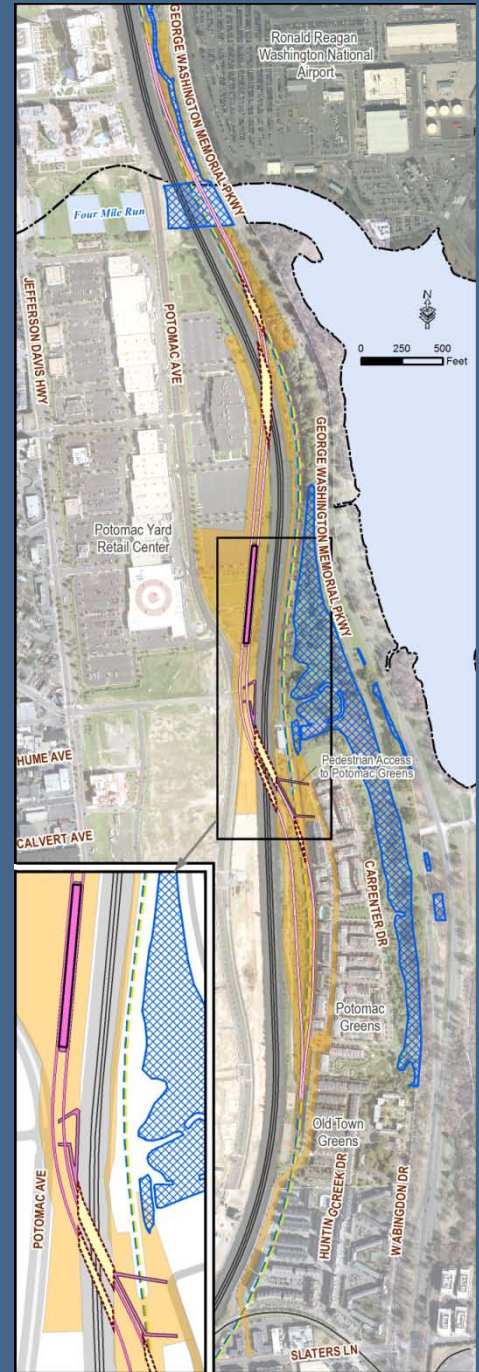 GEORGE WASHINGTON MEMORIAL PKWY
Ronald Reagan
Washington National
Airport
Four Mile Run
JEFFERSON DAVIS HWY
POTOMAC AVE
N
0 250 500
Feet
GEORGE WASHINGTON MEMORIAL PKWY
Potomac Yard
Retail Center
HUME AVE
Pedestrian Access
to Potomac Greens
CALVERT AVE
CARPENTER DR
Potomac
Greens
Old Town
Greens
POTOMAC AVE
HUNTING CREEK DR
W ABINGDON DR
SLATERS LN